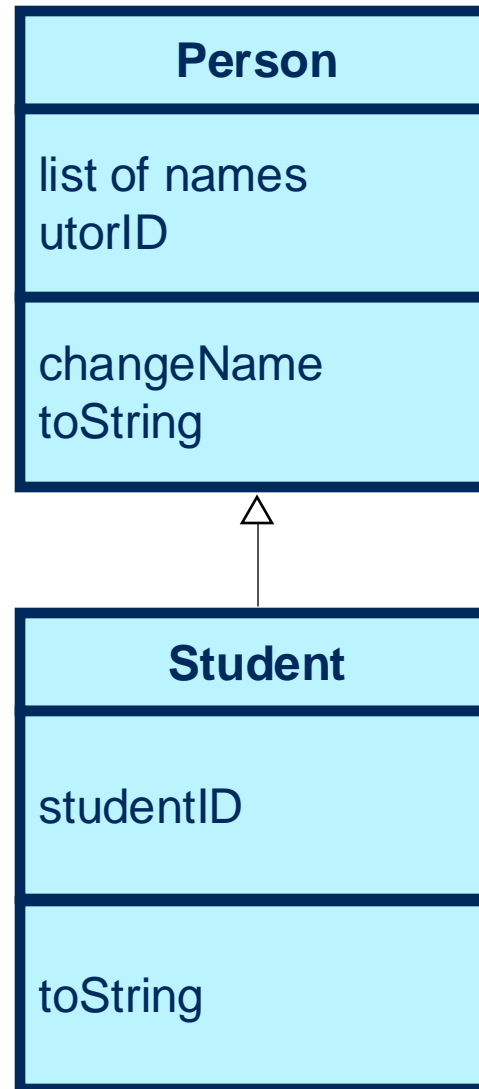 Person
list of names
utorID
changeName
toString
Student
studentID
toString